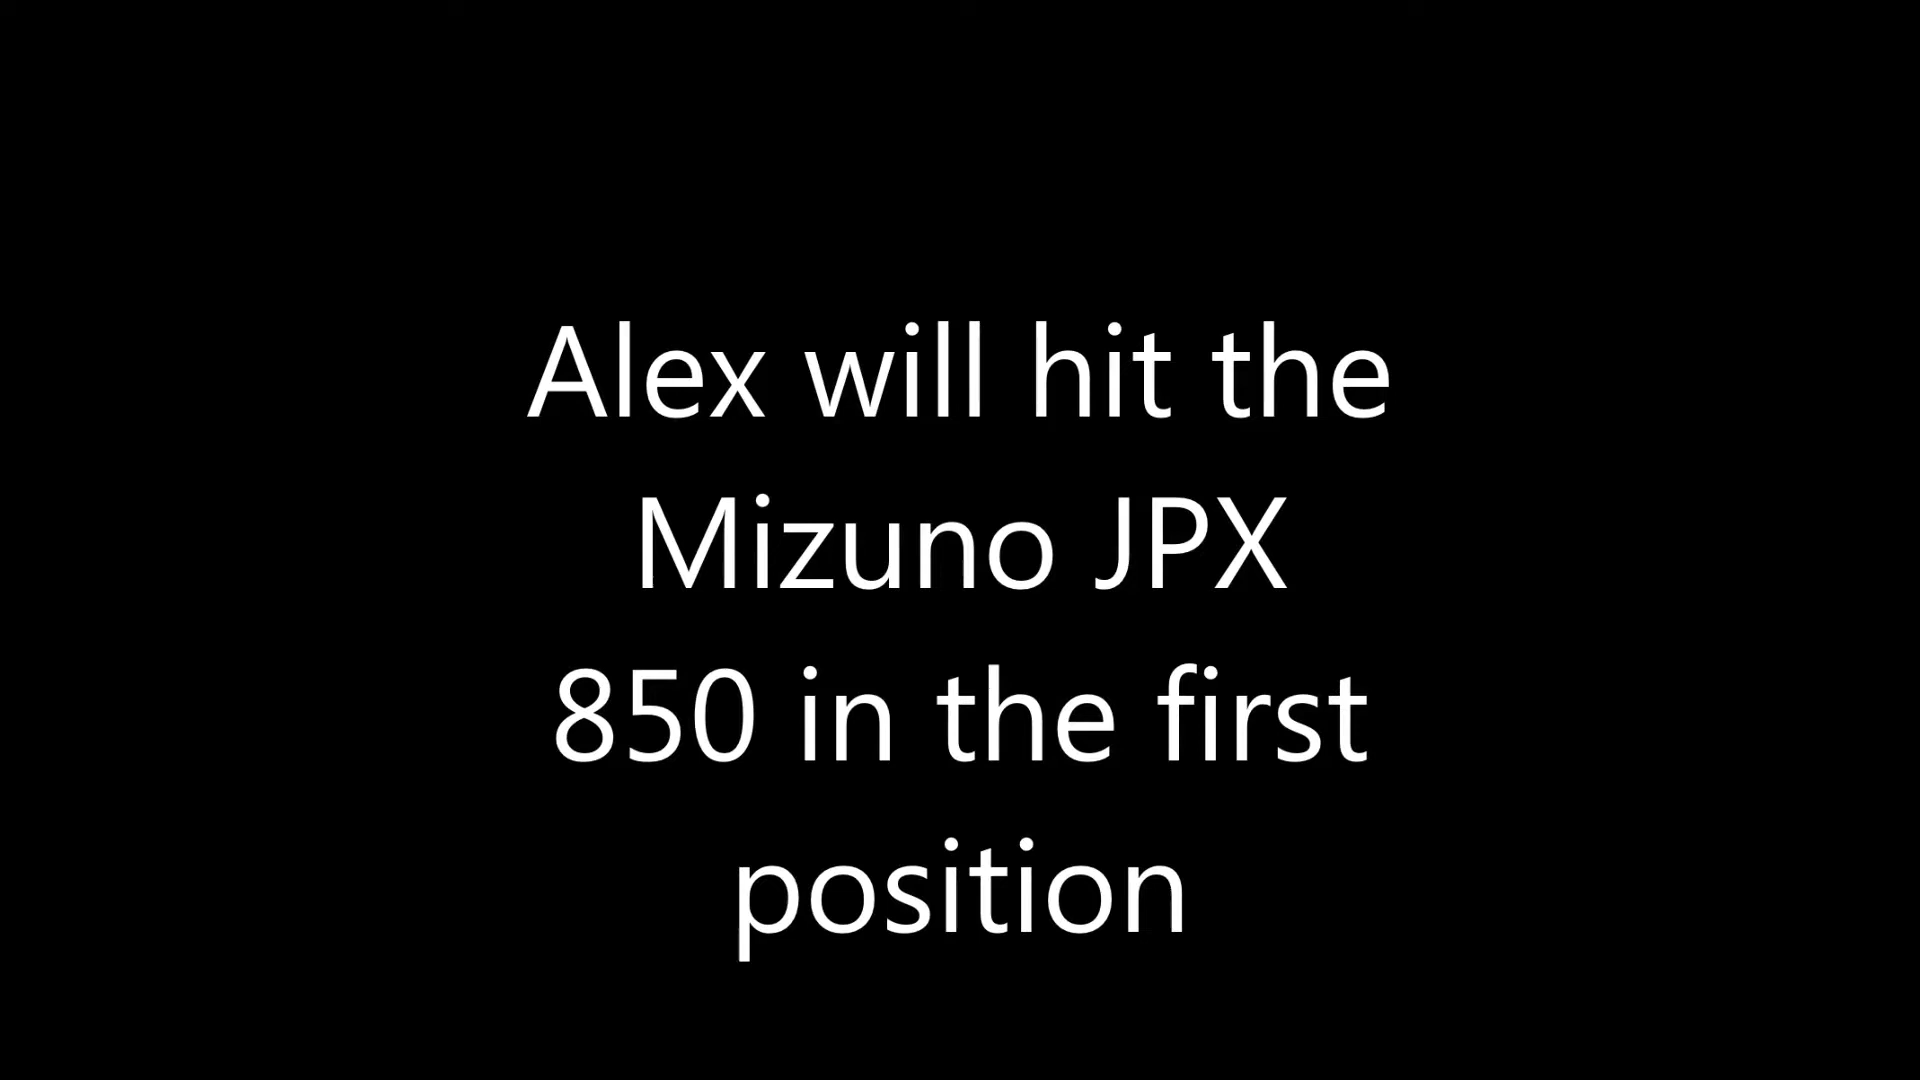 Alex will hit the
Mizuno JPX
850 in the first
position